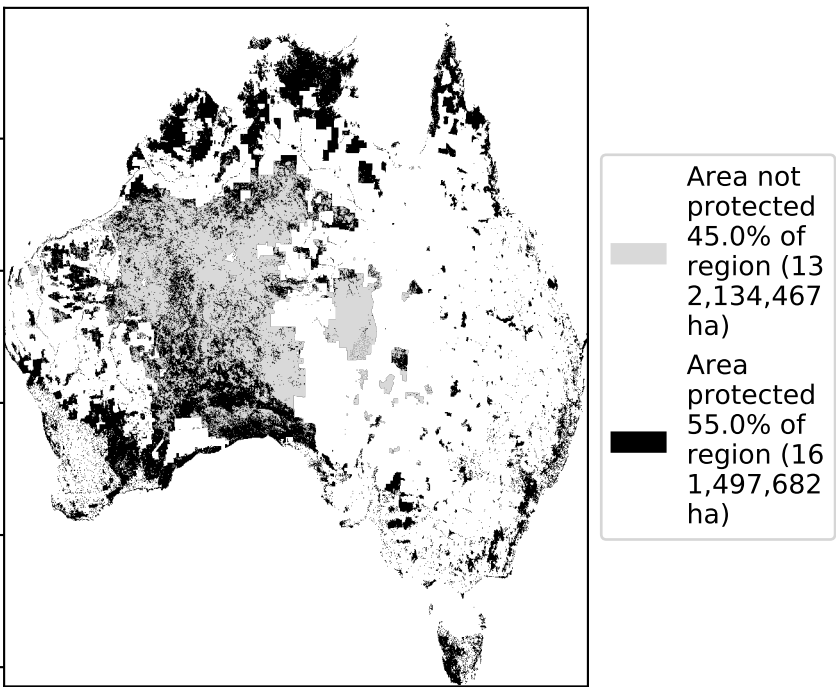 Area not
protected
45.0% of
region (13
2,134,467
ha)
Area
protected
55.0% of
region (16
1,497,682
ha)